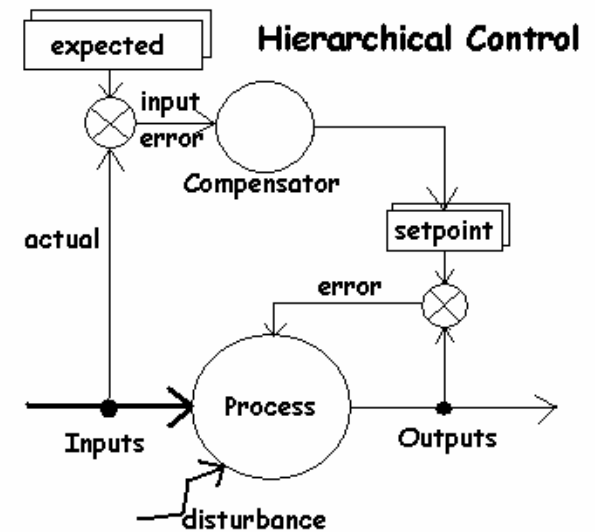 expected
Hierarchical Control
input
error
Compensator
actual
setpoint
error
Process
Inputs
Outputs
disturbance